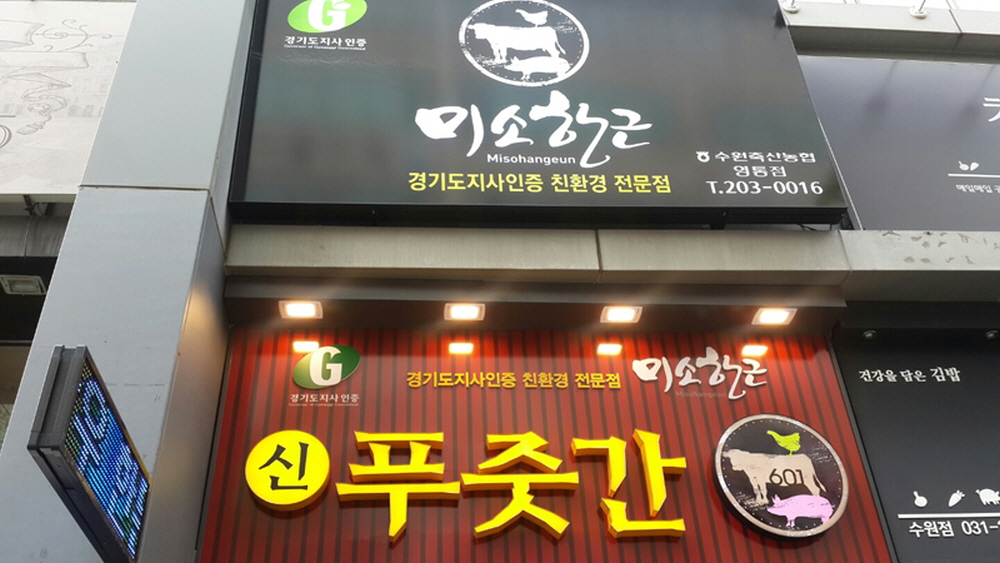 G
경기도지사 인증
미소한근
Misohangeun
경기도지사인증 친환경 전문점
수원축산농협
영통점
T.203-0016
G
경기도지사 인증
경기도지사인증 친환경 전문점
미소한근
Misohangeun
신 푸줏간
601
건강을 담은 김밥
수원점 031-